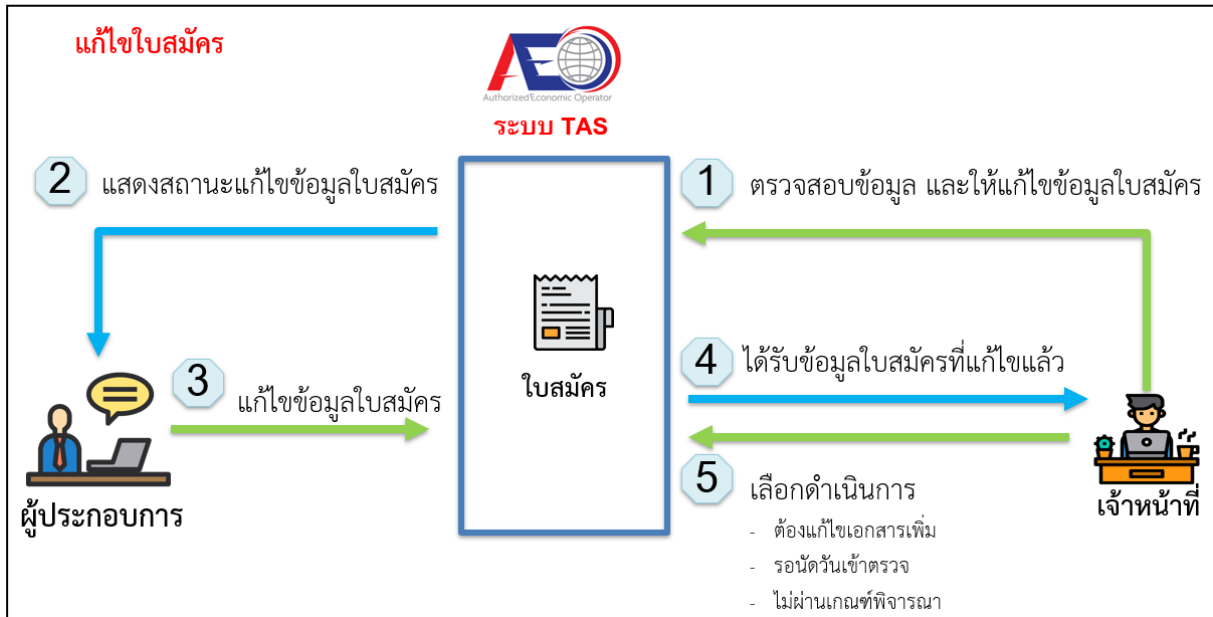 แก้ไขใบสมัคร
AEO
Authorized Economic Operator
ระบบ TAS
2 แสดงสถานะแก้ไขข้อมูลใบสมัคร
1 ตรวจสอบข้อมูล และให้แก้ไขข้อมูลใบสมัคร
3 แก้ไขข้อมูลใบสมัคร
ผู้ประกอบการ
ใบสมัคร
4 ได้รับข้อมูลใบสมัครที่แก้ไขแล้ว
5 เลือกดำเนินการ
- ต้องแก้ไขเอกสารเพิ่ม
- รอนัดวันเข้าตรวจ
- ไม่ผ่านเกณฑ์พิจารณา
เจ้าหน้าที่